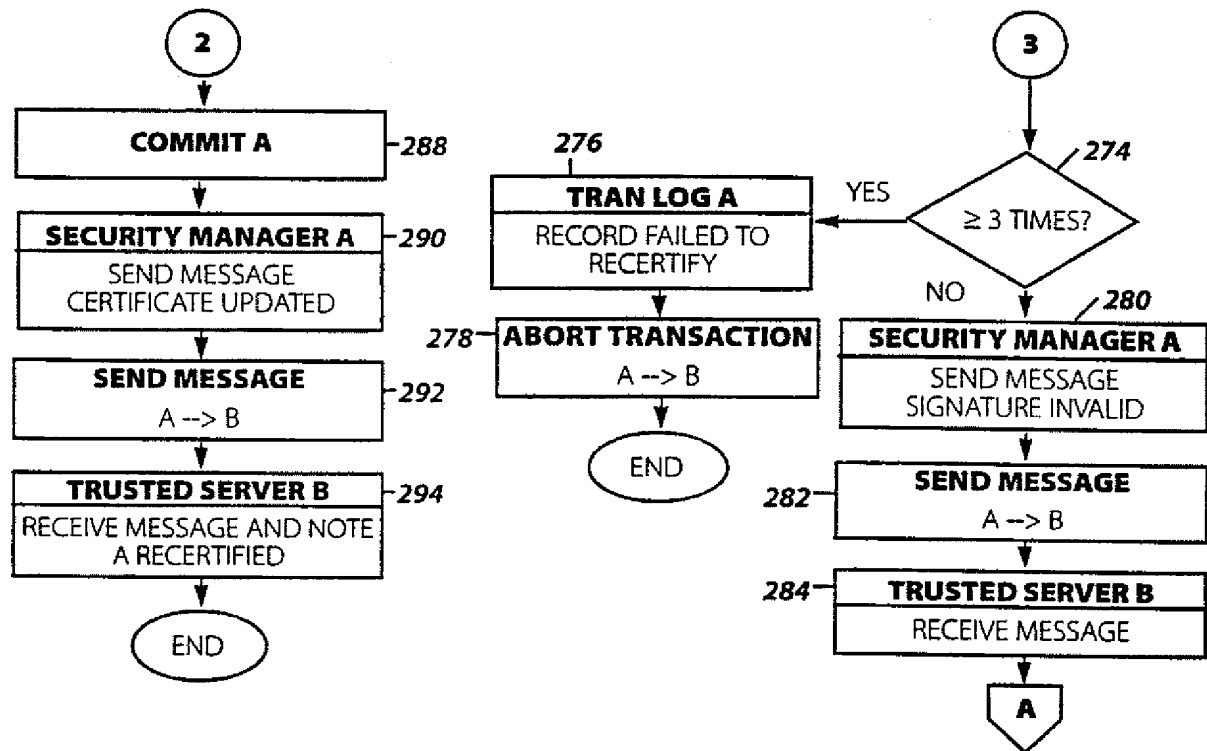 2
COMMIT A
288
SECURITY MANAGER A
290
SEND MESSAGE
CERTIFICATE UPDATED
SEND MESSAGE
292
A --> B
TRUSTED SERVER B
294
RECEIVE MESSAGE AND NOTE
A RECERTIFIED
END
276
TRAN LOG A
RECORD FAILED TO
RECERTIFY
278
ABORT TRANSACTION
A --> B
END
3
274
≥ 3 TIMES?
YES
NO
280
SECURITY MANAGER A
SEND MESSAGE
SIGNATURE INVALID
282
SEND MESSAGE
A --> B
284
TRUSTED SERVER B
RECEIVE MESSAGE
A